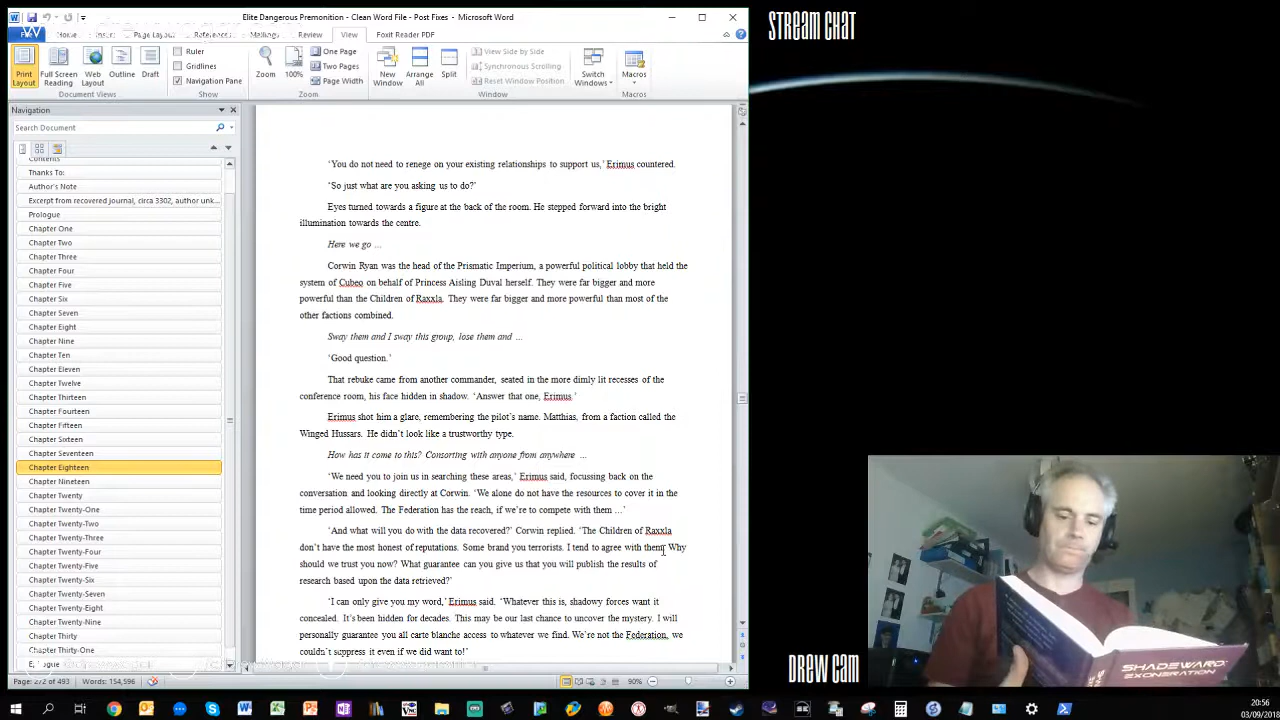 Elite Dangerous Premonition - Clean Word File - Post Fixes - Microsoft Word
STREAM CHAT
File Home Insert Page Layout References Mailings Review View Foxit Reader PDF
Print Layout
Full Screen Reading
Web Layout
Outline
Draft
Document Views
Ruler
Gridlines
Navigation Pane
Show
Zoom
100%
One Page
Two Pages
Page Width
Zoom
New Window
Arrange All
Split
View Side by Side
Synchronous Scrolling
Reset Window Position
Window
Switch Windows
Macros
Macros
Navigation
Search Document
Contents
Thanks To:
Author's Note
Excerpt from recovered journal, circa 3302, author unk...
Prologue
Chapter One
Chapter Two
Chapter Three
Chapter Four
Chapter Five
Chapter Six
Chapter Seven
Chapter Eight
Chapter Nine
Chapter Ten
Chapter Eleven
Chapter Twelve
Chapter Thirteen
Chapter Fourteen
Chapter Fifteen
Chapter Sixteen
Chapter Seventeen
Chapter Eighteen
Chapter Nineteen
Chapter Twenty
Chapter Twenty-One
Chapter Twenty-Two
Chapter Twenty-Three
Chapter Twenty-Four
Chapter Twenty-Five
Chapter Twenty-Six
Chapter Twenty-Seven
Chapter Twenty-Eight
Chapter Twenty-Nine
Chapter Thirty
Chapter Thirty-One
Epilogue
‘You do not need to renege on your existing relationships to support us,’ Erimus countered.
‘So just what are you asking us to do?’
Eyes turned towards a figure at the back of the room. He stepped forward into the bright
illumination towards the centre.
Here we go …
Corwin Ryan was the head of the Prismatic Imperium, a powerful political lobby that held the
system of Cubeo on behalf of Princess Aisling Duval herself. They were far bigger and more
powerful than the Children of Raxxla. They were far bigger and more powerful than most of the
other factions combined.
Sway them and I sway this group, lose them and …
‘Good question.’
That rebuke came from another commander, seated in the more dimly lit recesses of the
conference room, his face hidden in shadow. ‘Answer that one, Erimus.’
Erimus shot him a glare, remembering the pilot’s name. Matthias, from a faction called the
Winged Hussars. He didn’t look like a trustworthy type.
How has it come to this? Consorting with anyone from anywhere …
‘We need you to join us in searching these areas,’ Erimus said, focussing back on the
conversation and looking directly at Corwin. ‘We alone do not have the resources to cover it in the
time period allowed. The Federation has the reach, if we’re to compete with them …’
‘And what will you do with the data recovered?’ Corwin replied. ‘The Children of Raxxla
don’t have the most honest of reputations. Some brand you terrorists. I tend to agree with them. Why
should we trust you now? What guarantee can you give us that you will publish the results of
research based upon the data retrieved?’
‘I can only give you my word,’ Erimus said. ‘Whatever this is, shadowy forces want it
concealed. It’s been hidden for decades. This may be our last chance to uncover the mystery. I will
personally guarantee you all carte blanche access to whatever we find. We’re not the Federation, we
couldn’t suppress it even if we did want to!’
Page: 272 of 493
Words: 154,596
90%
SHADEWARD:
EXONERATION
DREW CAM
20:56
03/09/2018